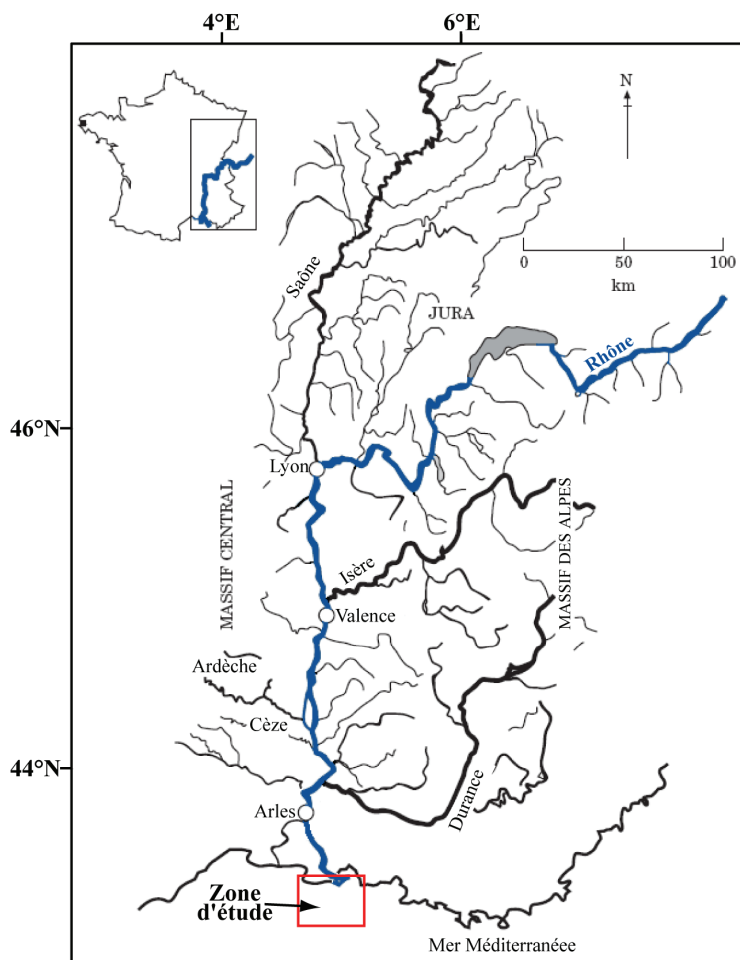 4°E
6°E
N
0
50
100
km
Saône
JURA
Rhône
46°N
Lyon
MASSIF CENTRAL
MASSIF DES ALPES
Isère
Valence
Ardèche
Cèze
44°N
Arles
Durance
Zone
d'étude
Mer Méditerranéee